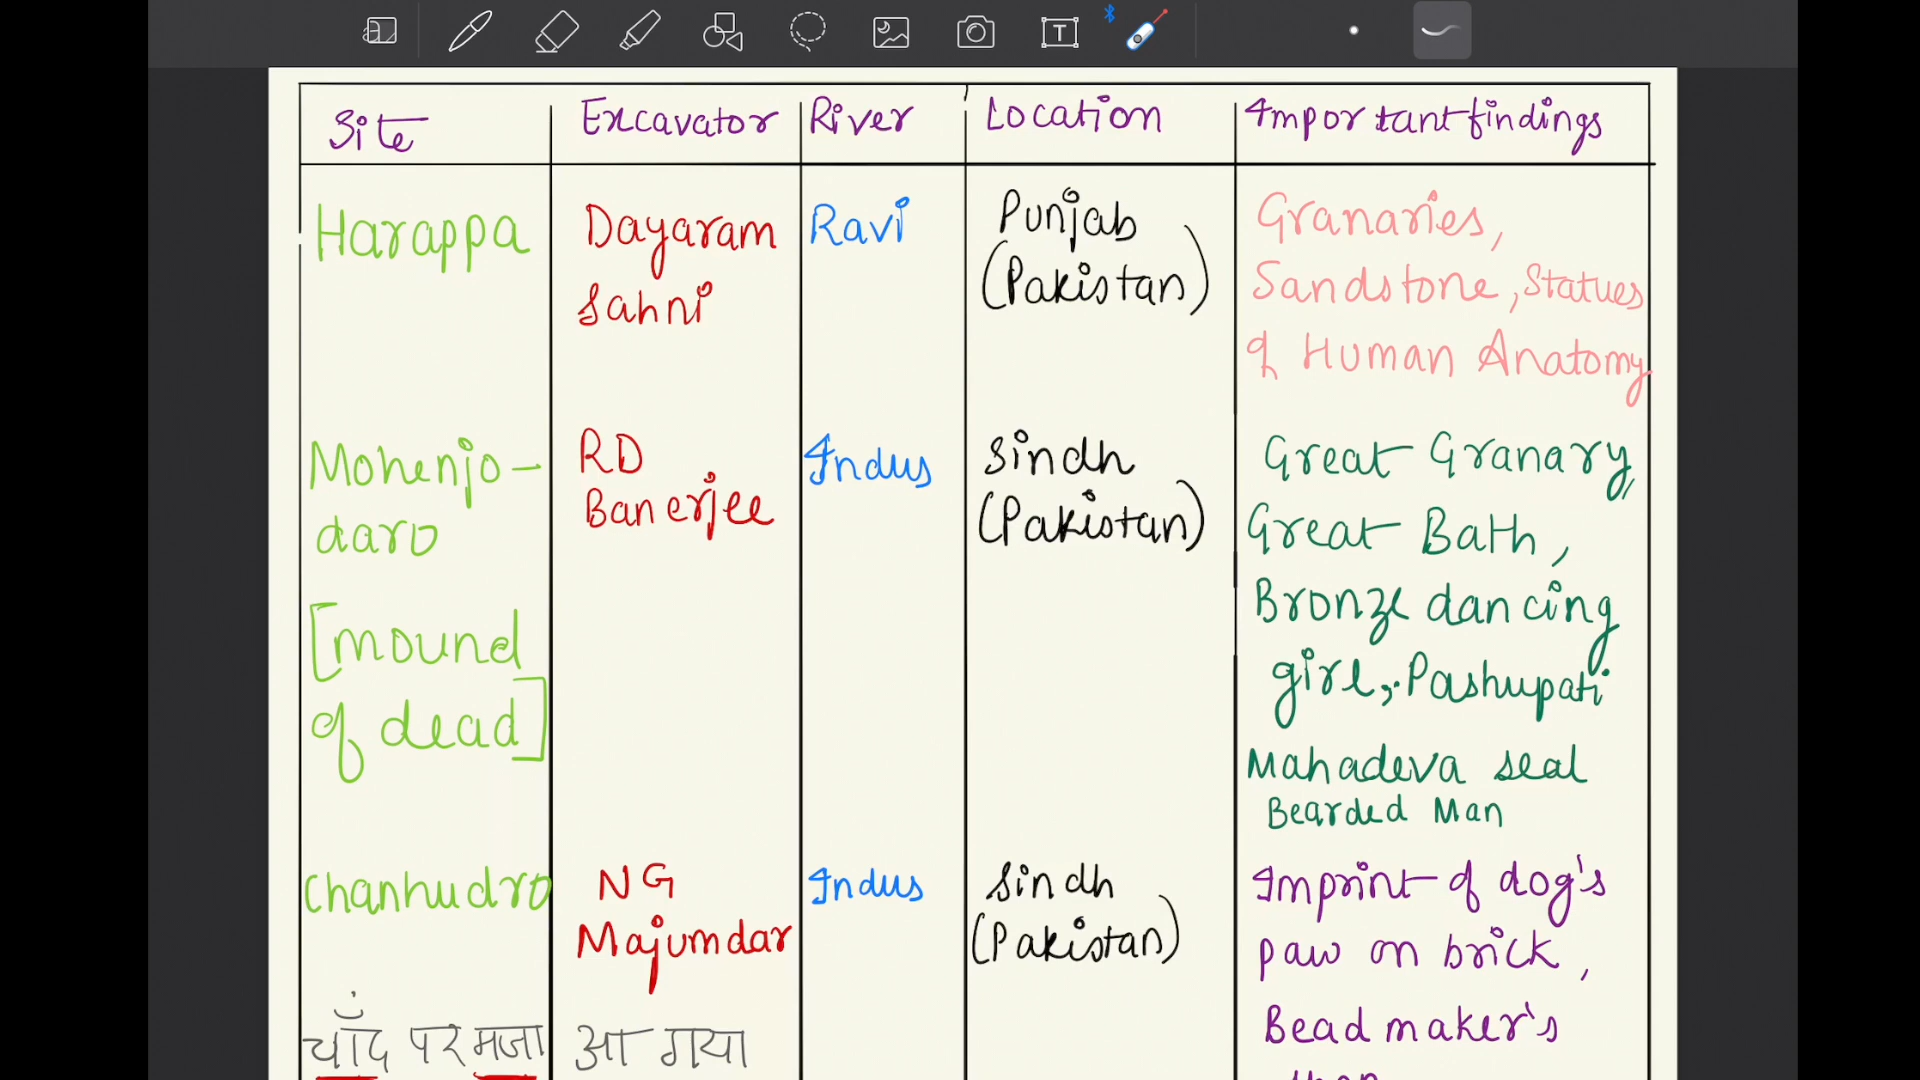 Site Excavator River Location Important findings
Harappa Dayaram Ravi Punjab Granaries,
Sahni (Pakistan) Sandstone, Statues
of Human Anatomy
Mohenjo- RD Indus Sindh Great Granary,
daro Banerjee (Pakistan) Great Bath,
[mound Bronze dancing
of dead] girl, Pashupati
Mahadeva seal
Bearded Man
Chanhudro NG Indus Sindh Imprint of dog's
Majumdar (Pakistan) paw on brick,
चाँद पर मजा आ गया Bead maker's